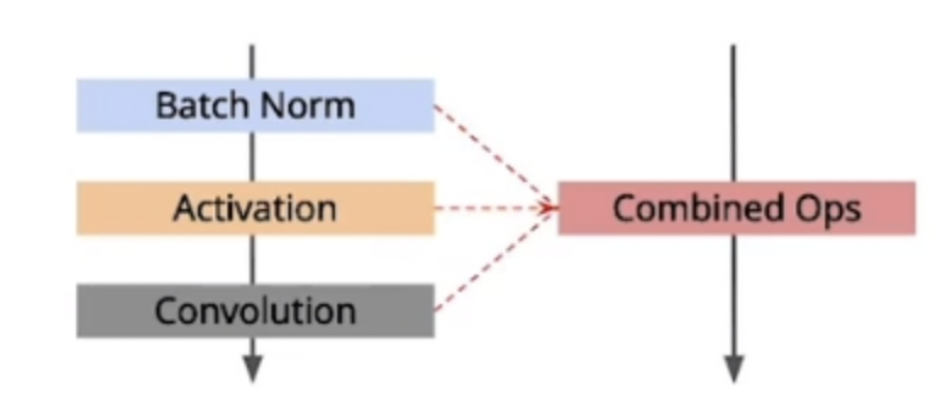 Batch Norm
Activation
Combined Ops
Convolution